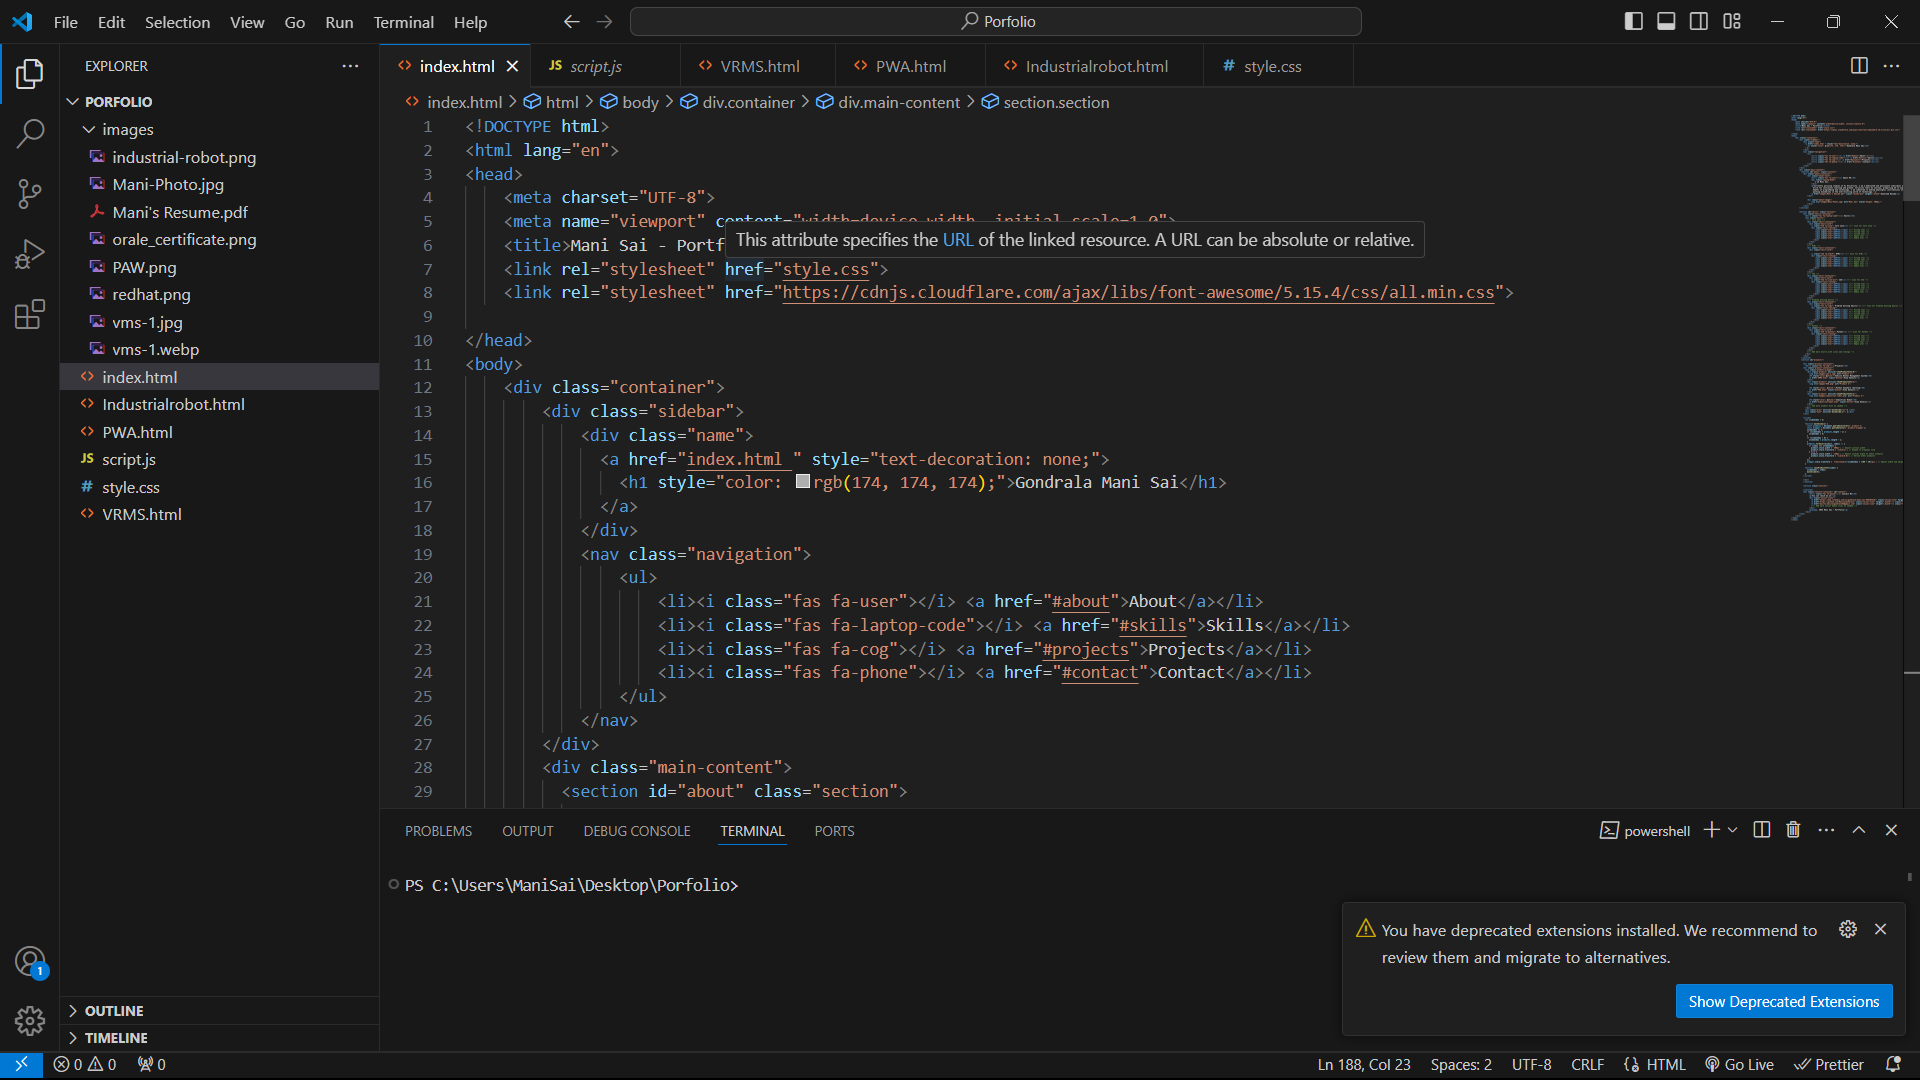 File Edit Selection View Go Run Terminal Help
Porfolio
EXPLORER
PORFOLIO
images
industrial-robot.png
Mani-Photo.jpg
Mani's Resume.pdf
orale_certificate.png
PAW.png
redhat.png
vms-1.jpg
vms-1.webp
index.html
Industrialrobot.html
PWA.html
script.js
style.css
VRMS.html
OUTLINE
TIMELINE
index.html script.js VRMS.html PWA.html Industrialrobot.html style.css
index.html > html > body > div.container > div.main-content > section.section
1 <!DOCTYPE html>
2 <html lang="en">
3 <head>
4 <meta charset="UTF-8">
5 <meta name="viewport" content="width=device-width, initial-scale=1.0">
This attribute specifies the URL of the linked resource. A URL can be absolute or relative.
6 <title>Mani Sai - Portf
7 <link rel="stylesheet" href="style.css">
8 <link rel="stylesheet" href="https://cdnjs.cloudflare.com/ajax/libs/font-awesome/5.15.4/css/all.min.css">
9
10 </head>
11 <body>
12 <div class="container">
13 <div class="sidebar">
14 <div class="name">
15 <a href="index.html " style="text-decoration: none;">
16 <h1 style="color: rgb(174, 174, 174);">Gondrala Mani Sai</h1>
17 </a>
18 </div>
19 <nav class="navigation">
20 <ul>
21 <li><i class="fas fa-user"></i> <a href="#about">About</a></li>
22 <li><i class="fas fa-laptop-code"></i> <a href="#skills">Skills</a></li>
23 <li><i class="fas fa-cog"></i> <a href="#projects">Projects</a></li>
24 <li><i class="fas fa-phone"></i> <a href="#contact">Contact</a></li>
25 </ul>
26 </nav>
27 </div>
28 <div class="main-content">
29 <section id="about" class="section">
PROBLEMS OUTPUT DEBUG CONSOLE TERMINAL PORTS
powershell
PS C:\Users\ManiSai\Desktop\Porfolio>
You have deprecated extensions installed. We recommend to
review them and migrate to alternatives.
Show Deprecated Extensions
1
0 0 0
Ln 188, Col 23 Spaces: 2 UTF-8 CRLF HTML Go Live Prettier